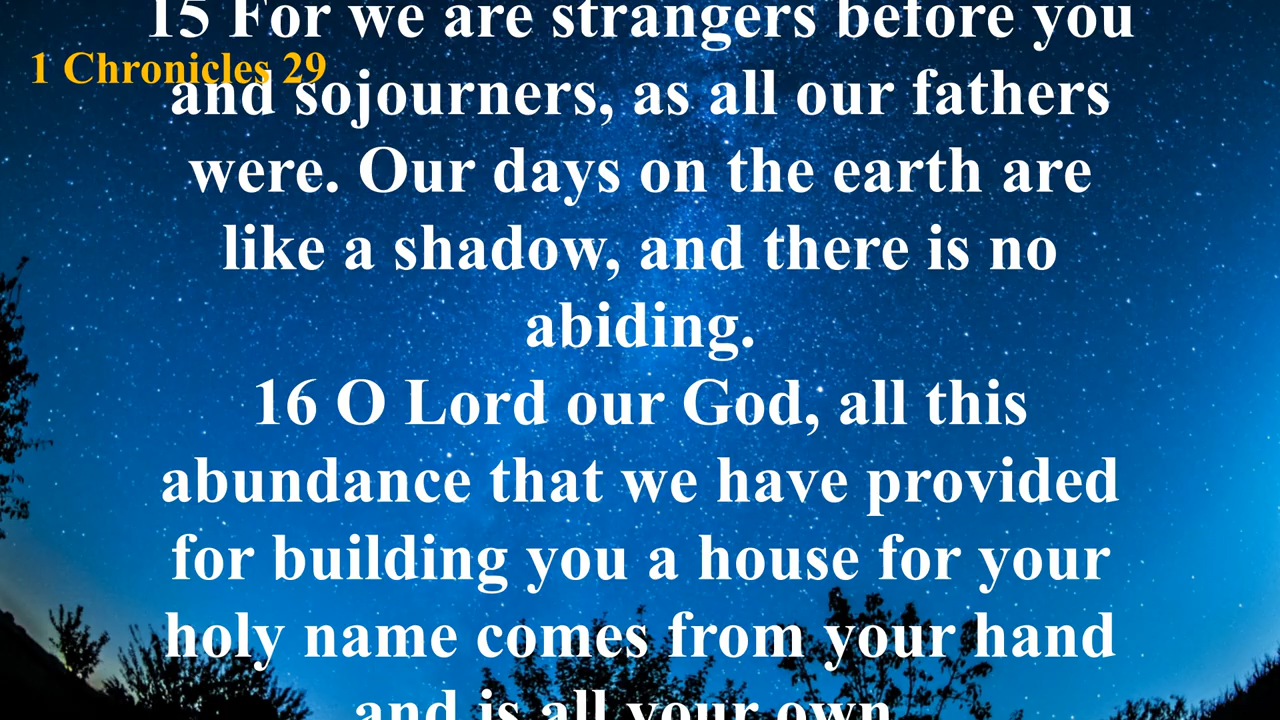 15 For we are strangers before you
1 Chronicles 29
and sojourners, as all our fathers
were. Our days on the earth are
like a shadow, and there is no
abiding.
16 O Lord our God, all this
abundance that we have provided
for building you a house for your
holy name comes from your hand
and is all your own.